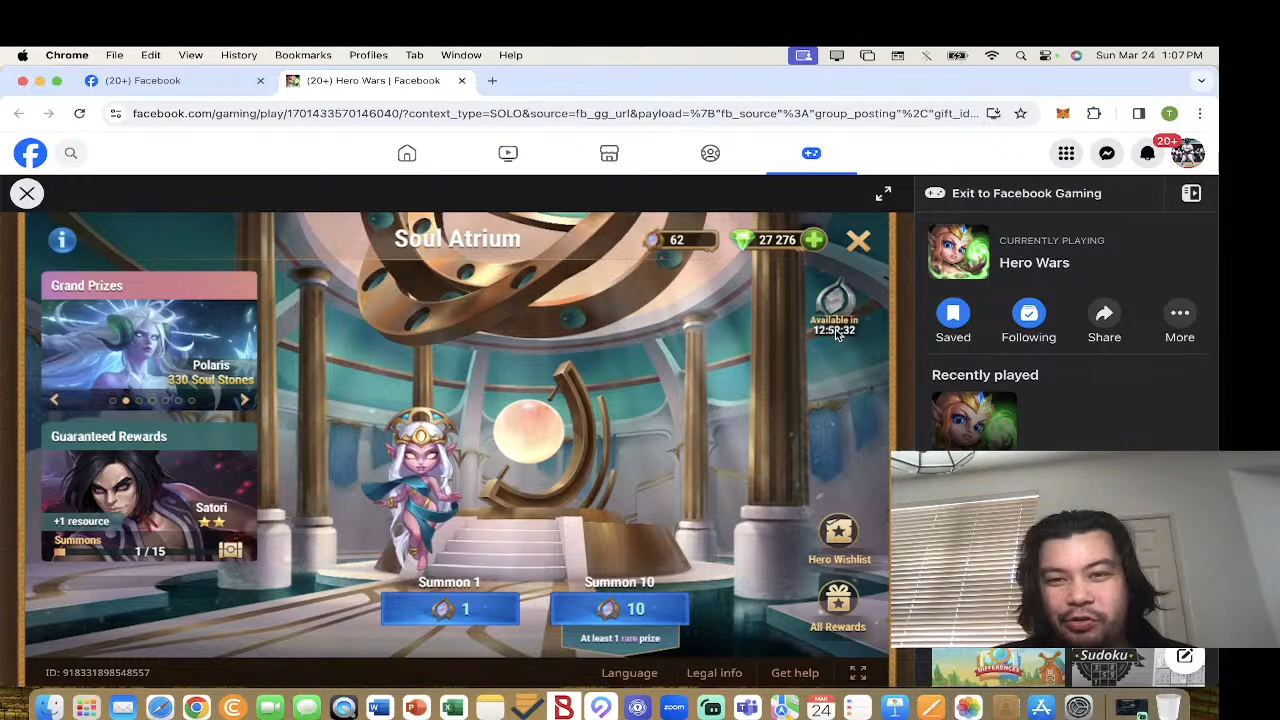 Chrome File Edit View History Bookmarks Profiles Tab Window Help Sun Mar 24 1:07 PM
(20+) Facebook (20+) Hero Wars | Facebook
facebook.com/gaming/play/1701433570146040/?context_type=SOLO&source=fb_gg_url&payload=%7B"fb_source"%3A"group_posting"%2C"gift_id...
T
20+
Exit to Facebook Gaming
Soul Atrium
62
27 276
CURRENTLY PLAYING
Hero Wars
Grand Prizes
Polaris
330 Soul Stones
Available in
12:58:32
Saved Following Share More
Recently played
Guaranteed Rewards
Satori
+1 resource
Summons
1 / 15
Hero Wishlist
Summon 1
1
Summon 10
10
At least 1 rare prize
All Rewards
ID: 918331898548557
Language Legal info Get help
DIFFERENCES
Sudoku
zoom
MAR
24